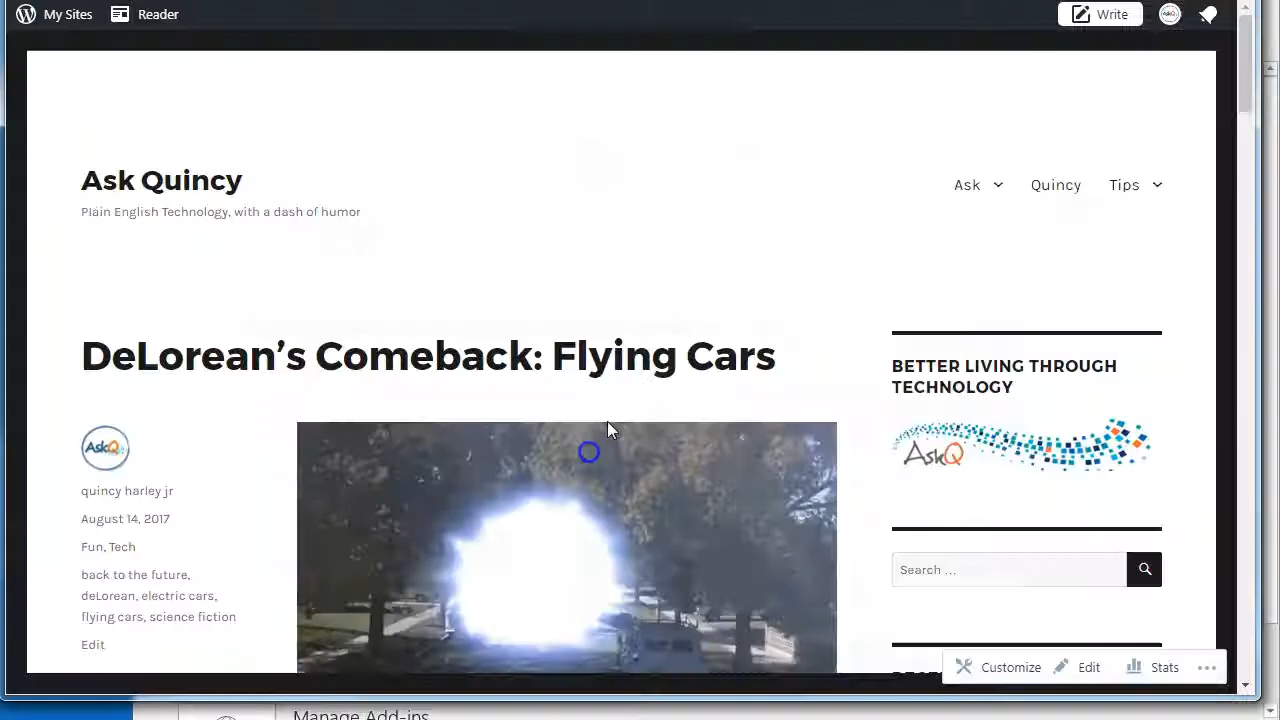 My Sites Reader Write
Ask Quincy
Plain English Technology, with a dash of humor
Ask Quincy Tips
DeLorean’s Comeback: Flying Cars
AskQ
quincy harley jr
August 14, 2017
Fun, Tech
back to the future,
deLorean, electric cars,
flying cars, science fiction
Edit
BETTER LIVING THROUGH
TECHNOLOGY
AskQ
Search ...
Customize Edit Stats
Manage Add-ins